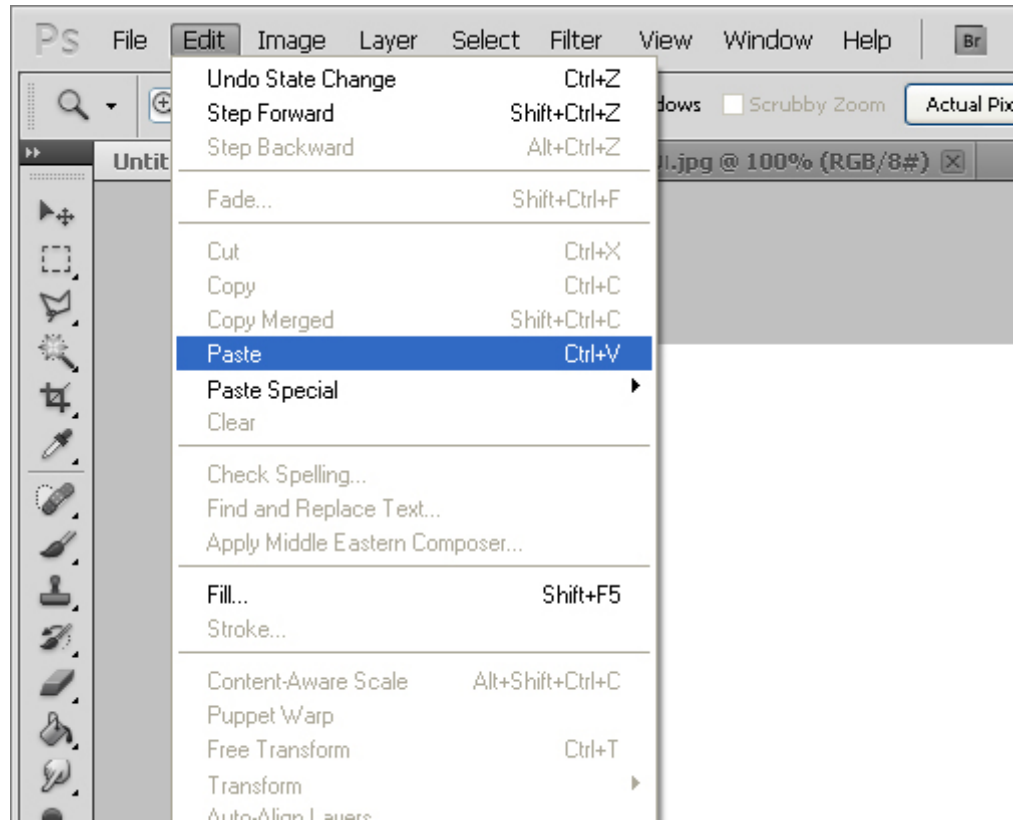 Ps File Edit Image Layer Select Filter View Window Help Br
Undo State Change Ctrl+Z
Step Forward Shift+Ctrl+Z
dows Scrubby Zoom Actual Pix
Step Backward Alt+Ctrl+Z
Untit .jpg @ 100% (RGB/8#)
Fade... Shift+Ctrl+F
Cut Ctrl+X
Copy Ctrl+C
Copy Merged Shift+Ctrl+C
Paste Ctrl+V
Paste Special
Clear
Check Spelling...
Find and Replace Text...
Apply Middle Eastern Composer...
Fill... Shift+F5
Stroke...
Content-Aware Scale Alt+Shift+Ctrl+C
Puppet Warp
Free Transform Ctrl+T
Transform
Auto-Align Layers